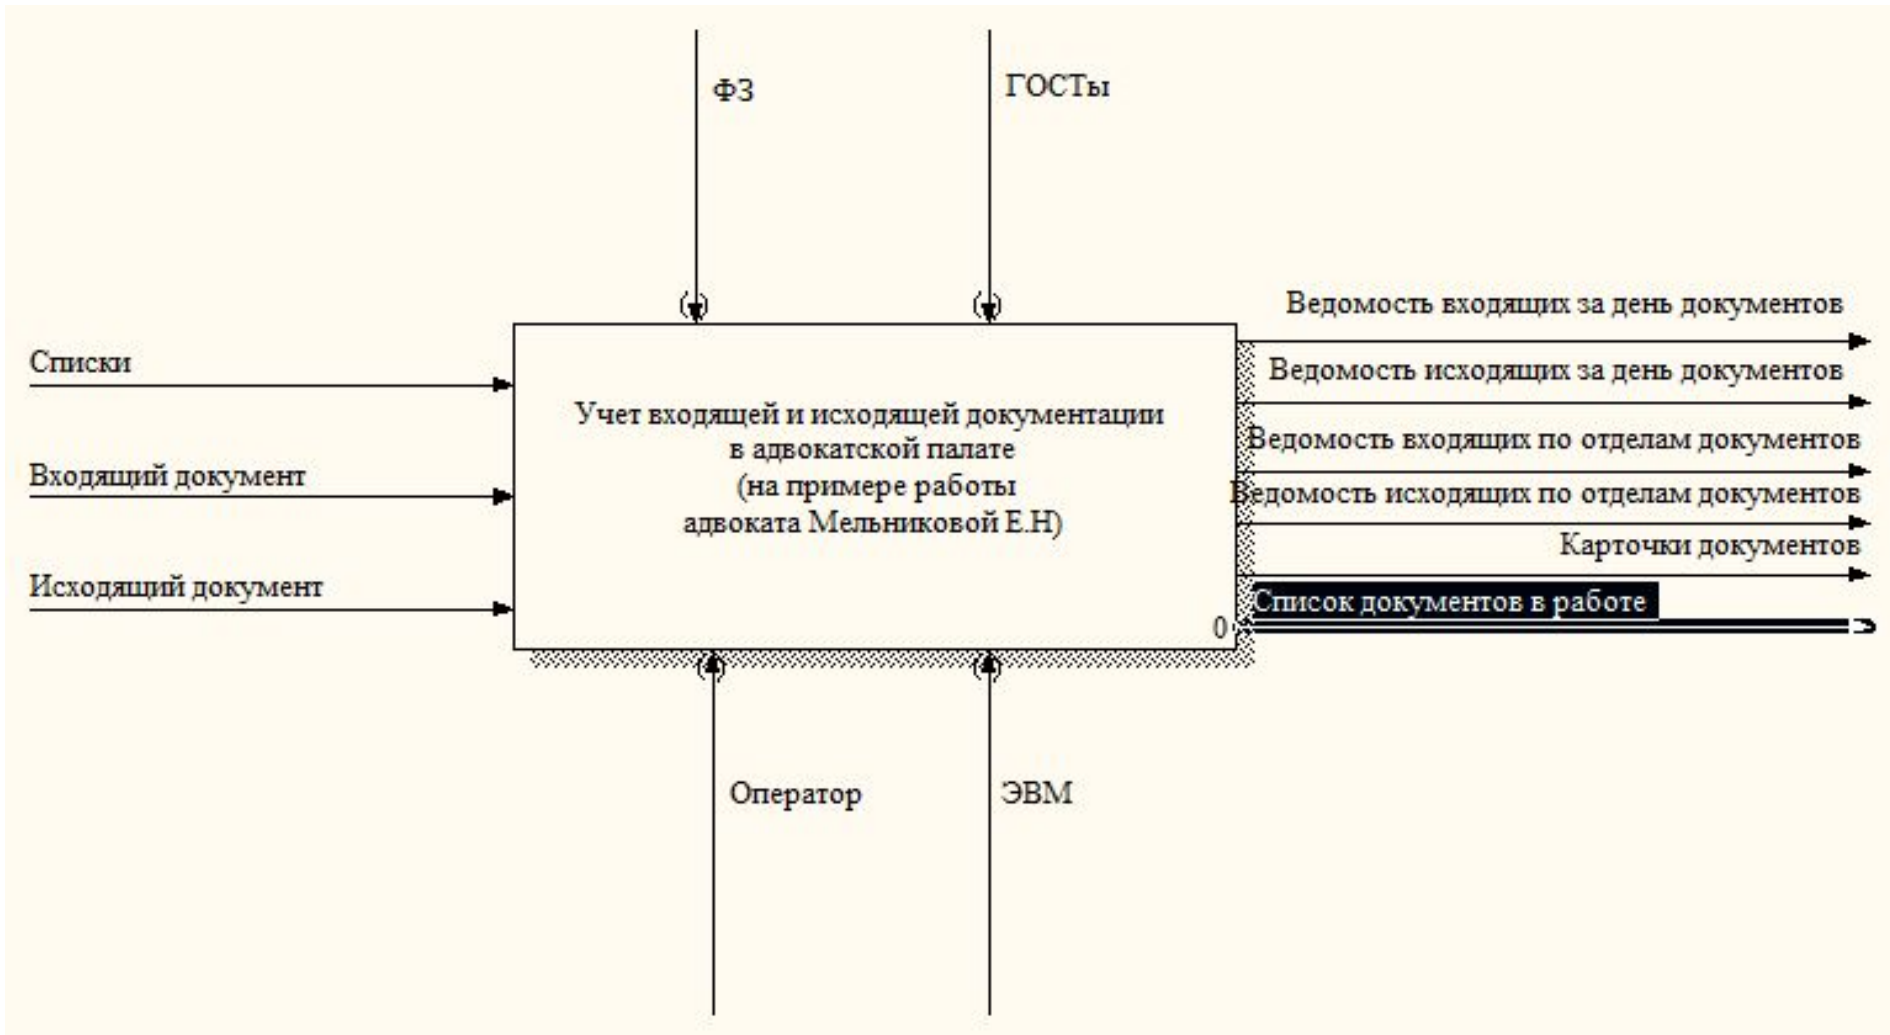 ФЗ
ГОСТы
Списки
Входящий документ
Исходящий документ
Учет входящей и исходящей документации
в адвокатской палате
(на примере работы
адвоката Мельниковой Е.Н)
0
Ведомость входящих за день документов
Ведомость исходящих за день документов
Ведомость входящих по отделам документов
Ведомость исходящих по отделам документов
Карточки документов
Список документов в работе
Оператор
ЭВМ